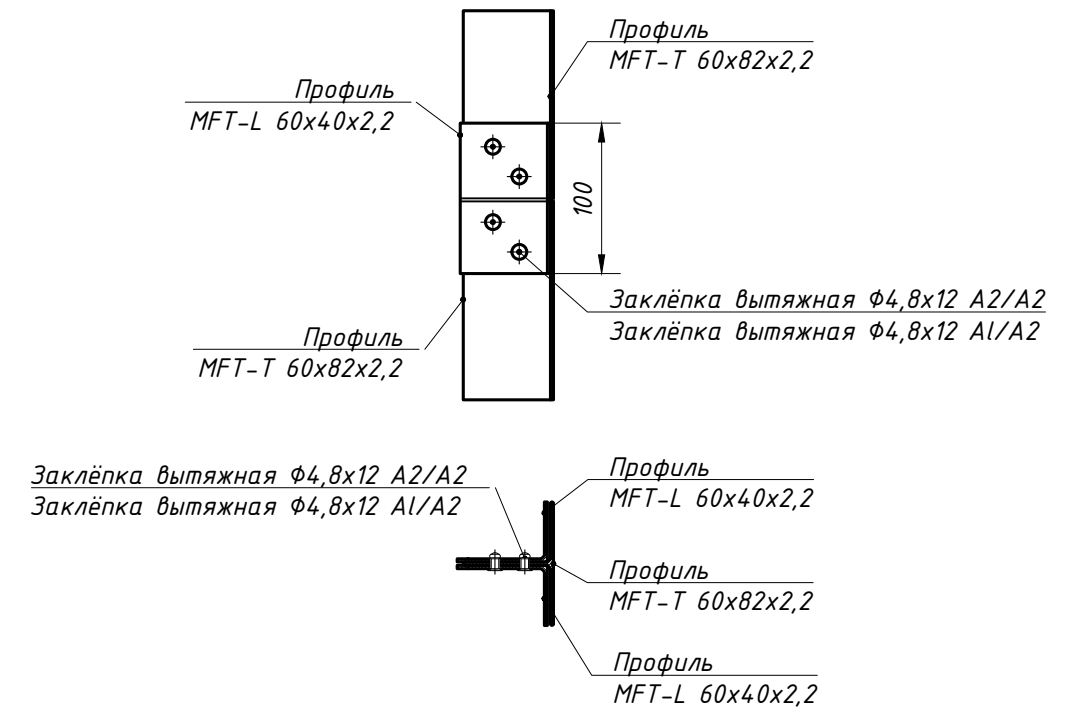 Профиль
MFT-T 60x82x2,2
Профиль
MFT-L 60x40x2,2
100
Заклёпка вытяжная Ф4,8x12 A2/A2
Заклёпка вытяжная Ф4,8x12 Al/A2
Профиль
MFT-T 60x82x2,2
Заклёпка вытяжная Ф4,8x12 A2/A2
Заклёпка вытяжная Ф4,8x12 Al/A2
Профиль
MFT-L 60x40x2,2
Профиль
MFT-T 60x82x2,2
Профиль
MFT-L 60x40x2,2